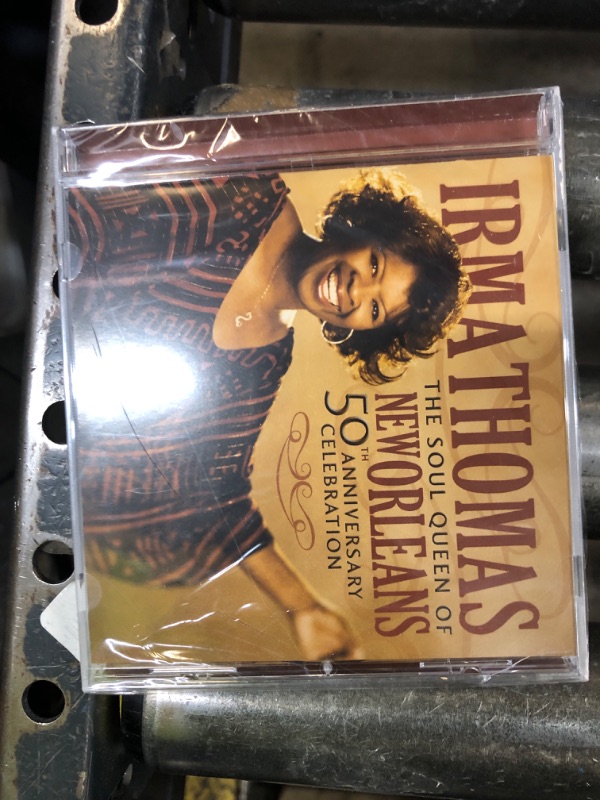 IRMA THOMAS
THE SOUL QUEEN OF
NEW ORLEANS
50TH ANNIVERSARY
CELEBRATION